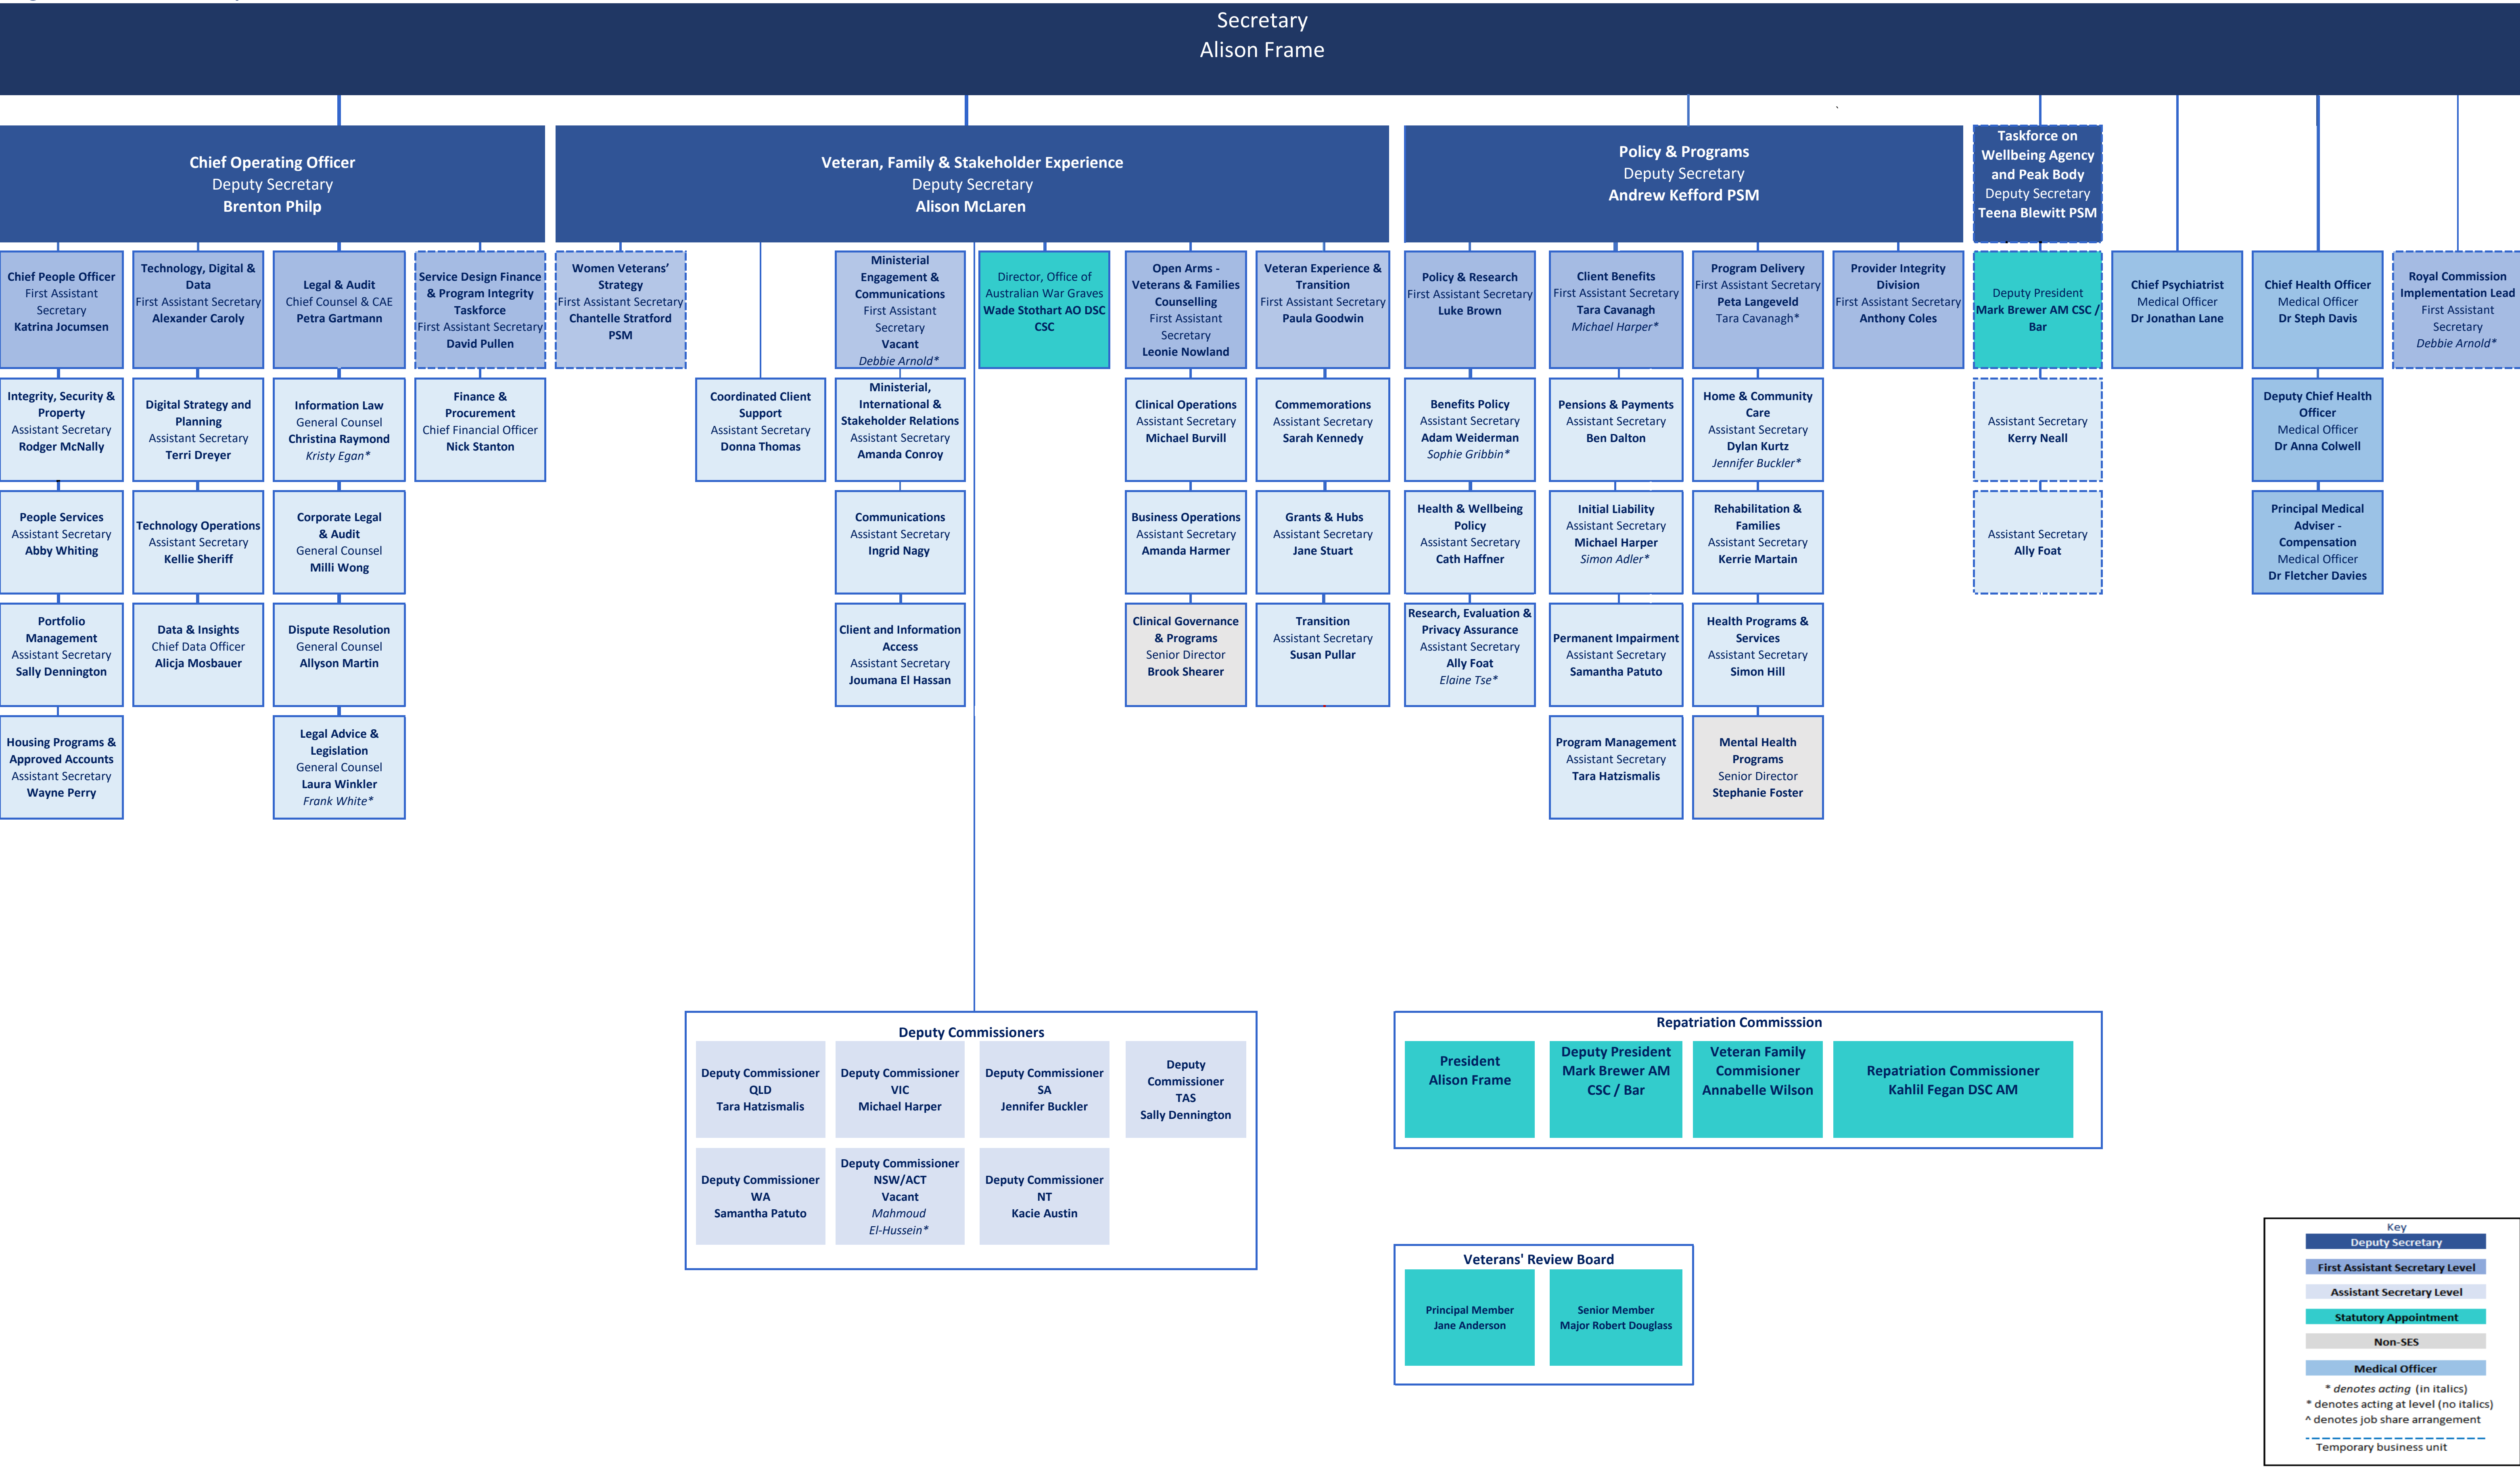 Secretary
Alison Frame
Chief Operating Officer
Deputy Secretary
Brenton Philp
Veteran, Family & Stakeholder Experience
Deputy Secretary
Alison McLaren
Policy & Programs
Deputy Secretary
Andrew Kefford PSM
Taskforce on
Wellbeing Agency
and Peak Body
Deputy Secretary
Teena Blewitt PSM
Chief People Officer
First Assistant
Secretary
Katrina Jocumsen
Technology, Digital &
Data
First Assistant Secretary
Alexander Caroly
Legal & Audit
Chief Counsel & CAE
Petra Gartmann
Service Design Finance
& Program Integrity
Taskforce
First Assistant Secretary
David Pullen
Women Veterans’
Strategy
First Assistant Secretary
Chantelle Stratford
PSM
Ministerial
Engagement &
Communications
First Assistant
Secretary
Vacant
Debbie Arnold*
Director, Office of
Australian War Graves
Wade Stothart AO DSC
CSC
Open Arms -
Veterans & Families
Counselling
First Assistant
Secretary
Leonie Nowland
Veteran Experience &
Transition
First Assistant Secretary
Paula Goodwin
Policy & Research
First Assistant Secretary
Luke Brown
Client Benefits
First Assistant Secretary
Tara Cavanagh
Michael Harper*
Program Delivery
First Assistant Secretary
Peta Langeveld
Tara Cavanagh*
Provider Integrity
Division
First Assistant Secretary
Anthony Coles
Deputy President
Mark Brewer AM CSC /
Bar
Chief Psychiatrist
Medical Officer
Dr Jonathan Lane
Chief Health Officer
Medical Officer
Dr Steph Davis
Royal Commission
Implementation Lead
First Assistant
Secretary
Debbie Arnold*
Integrity, Security &
Property
Assistant Secretary
Rodger McNally
Digital Strategy and
Planning
Assistant Secretary
Terri Dreyer
Information Law
General Counsel
Christina Raymond
Kristy Egan*
Finance &
Procurement
Chief Financial Officer
Nick Stanton
Coordinated Client
Support
Assistant Secretary
Donna Thomas
Ministerial,
International &
Stakeholder Relations
Assistant Secretary
Amanda Conroy
Clinical Operations
Assistant Secretary
Michael Burvill
Commemorations
Assistant Secretary
Sarah Kennedy
Benefits Policy
Assistant Secretary
Adam Weiderman
Sophie Gribbin*
Pensions & Payments
Assistant Secretary
Ben Dalton
Home & Community
Care
Assistant Secretary
Dylan Kurtz
Jennifer Buckler*
Assistant Secretary
Kerry Neall
Deputy Chief Health
Officer
Medical Officer
Dr Anna Colwell
People Services
Assistant Secretary
Abby Whiting
Technology Operations
Assistant Secretary
Kellie Sheriff
Corporate Legal
& Audit
General Counsel
Milli Wong
Communications
Assistant Secretary
Ingrid Nagy
Business Operations
Assistant Secretary
Amanda Harmer
Grants & Hubs
Assistant Secretary
Jane Stuart
Health & Wellbeing
Policy
Assistant Secretary
Cath Haffner
Initial Liability
Assistant Secretary
Michael Harper
Simon Adler*
Rehabilitation &
Families
Assistant Secretary
Kerrie Martain
Assistant Secretary
Ally Foat
Principal Medical
Adviser -
Compensation
Medical Officer
Dr Fletcher Davies
Portfolio
Management
Assistant Secretary
Sally Dennington
Data & Insights
Chief Data Officer
Alicja Mosbauer
Dispute Resolution
General Counsel
Allyson Martin
Client and Information
Access
Assistant Secretary
Joumana El Hassan
Clinical Governance
& Programs
Senior Director
Brook Shearer
Transition
Assistant Secretary
Susan Pullar
Research, Evaluation &
Privacy Assurance
Assistant Secretary
Ally Foat
Elaine Tse*
Permanent Impairment
Assistant Secretary
Samantha Patuto
Health Programs &
Services
Assistant Secretary
Simon Hill
Housing Programs &
Approved Accounts
Assistant Secretary
Wayne Perry
Legal Advice &
Legislation
General Counsel
Laura Winkler
Frank White*
Program Management
Assistant Secretary
Tara Hatzismalis
Mental Health
Programs
Senior Director
Stephanie Foster
Deputy Commissioners
Deputy Commissioner
QLD
Tara Hatzismalis
Deputy Commissioner
VIC
Michael Harper
Deputy Commissioner
SA
Jennifer Buckler
Deputy
Commissioner
TAS
Sally Dennington
Deputy Commissioner
WA
Samantha Patuto
Deputy Commissioner
NSW/ACT
Vacant
Mahmoud
El-Hussein*
Deputy Commissioner
NT
Kacie Austin
Repatriation Commisssion
President
Alison Frame
Deputy President
Mark Brewer AM
CSC / Bar
Veteran Family
Commisioner
Annabelle Wilson
Repatriation Commissioner
Kahlil Fegan DSC AM
Veterans' Review Board
Principal Member
Jane Anderson
Senior Member
Major Robert Douglass
Key
Deputy Secretary
First Assistant Secretary Level
Assistant Secretary Level
Statutory Appointment
Non-SES
Medical Officer
* denotes acting (in italics)
* denotes acting at level (no italics)
^ denotes job share arrangement
Temporary business unit